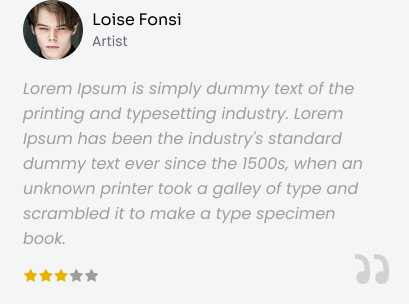 Loise Fonsi
Artist
Lorem Ipsum is simply dummy text of the
printing and typesetting industry. Lorem
Ipsum has been the industry's standard
dummy text ever since the 1500s, when an
unknown printer took a galley of type and
scrambled it to make a type specimen
book.
”